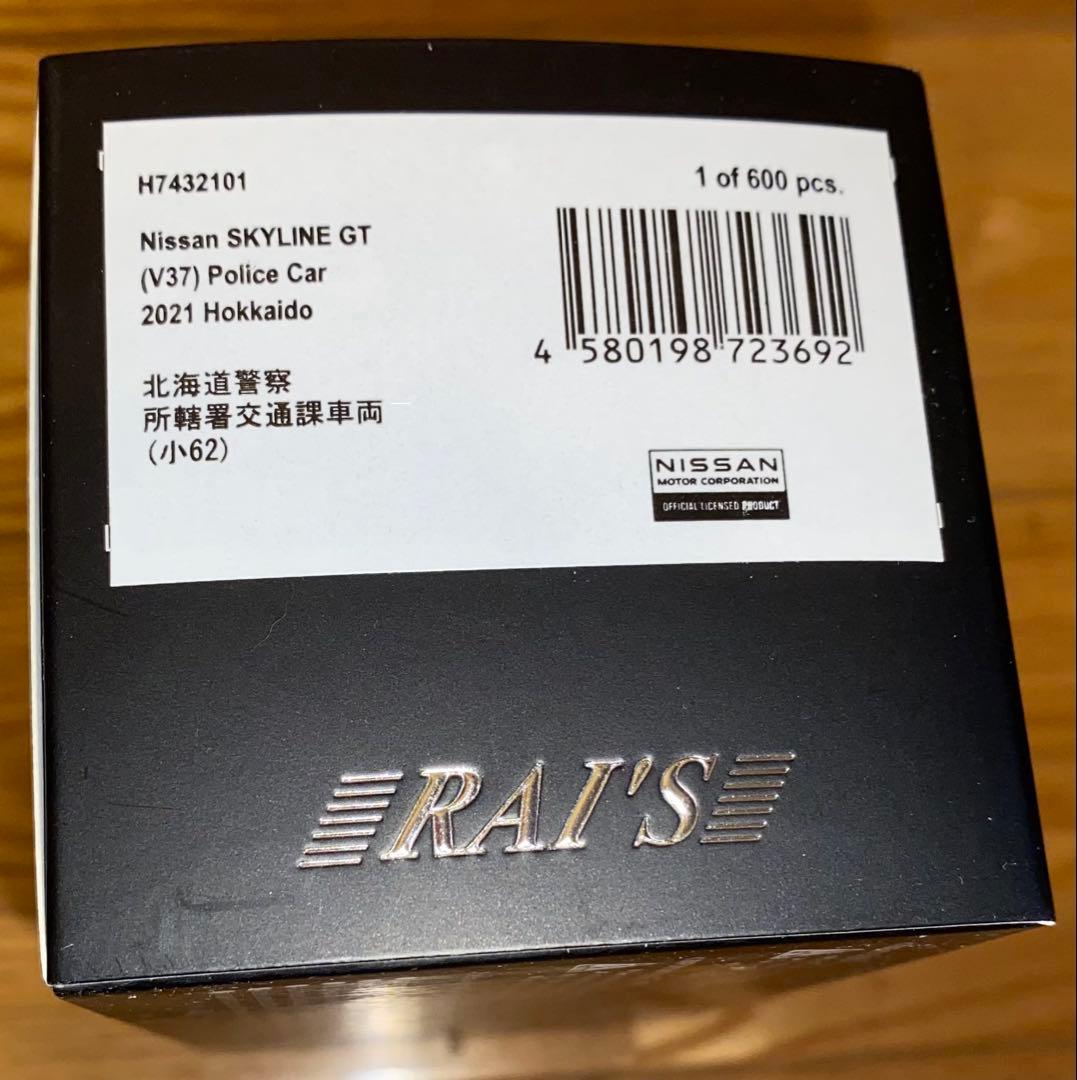 H7432101
1 of 600 pcs.
Nissan SKYLINE GT
(V37) Police Car
2021 Hokkaido
4 580198 723692
北海道警察
所轄署交通課車両
(小62)
NISSAN
MOTOR CORPORATION
OFFICIAL LICENSED PRODUCT
RAI'S